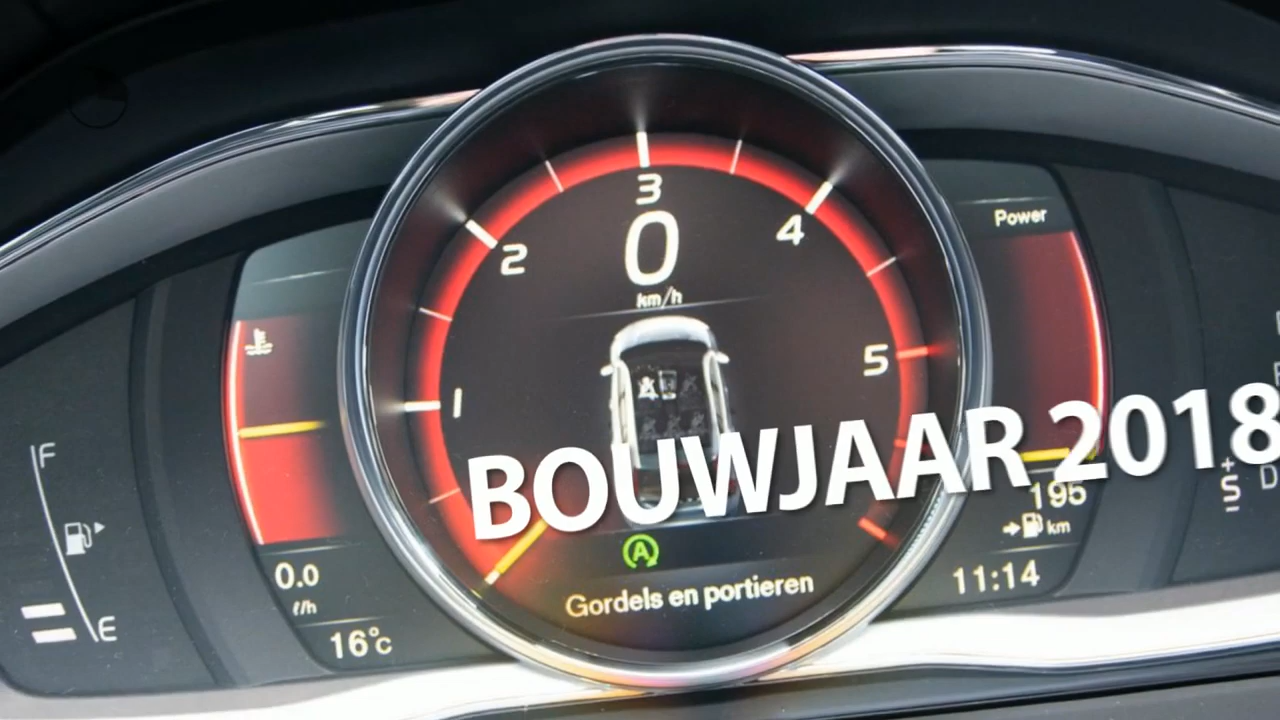 3
2
4
0
km/h
5
1
Power
BOUWJAAR 2018
F
E
195
km
S
D
0.0
ℓ/h
16°C
A
Gordels en portieren
11:14